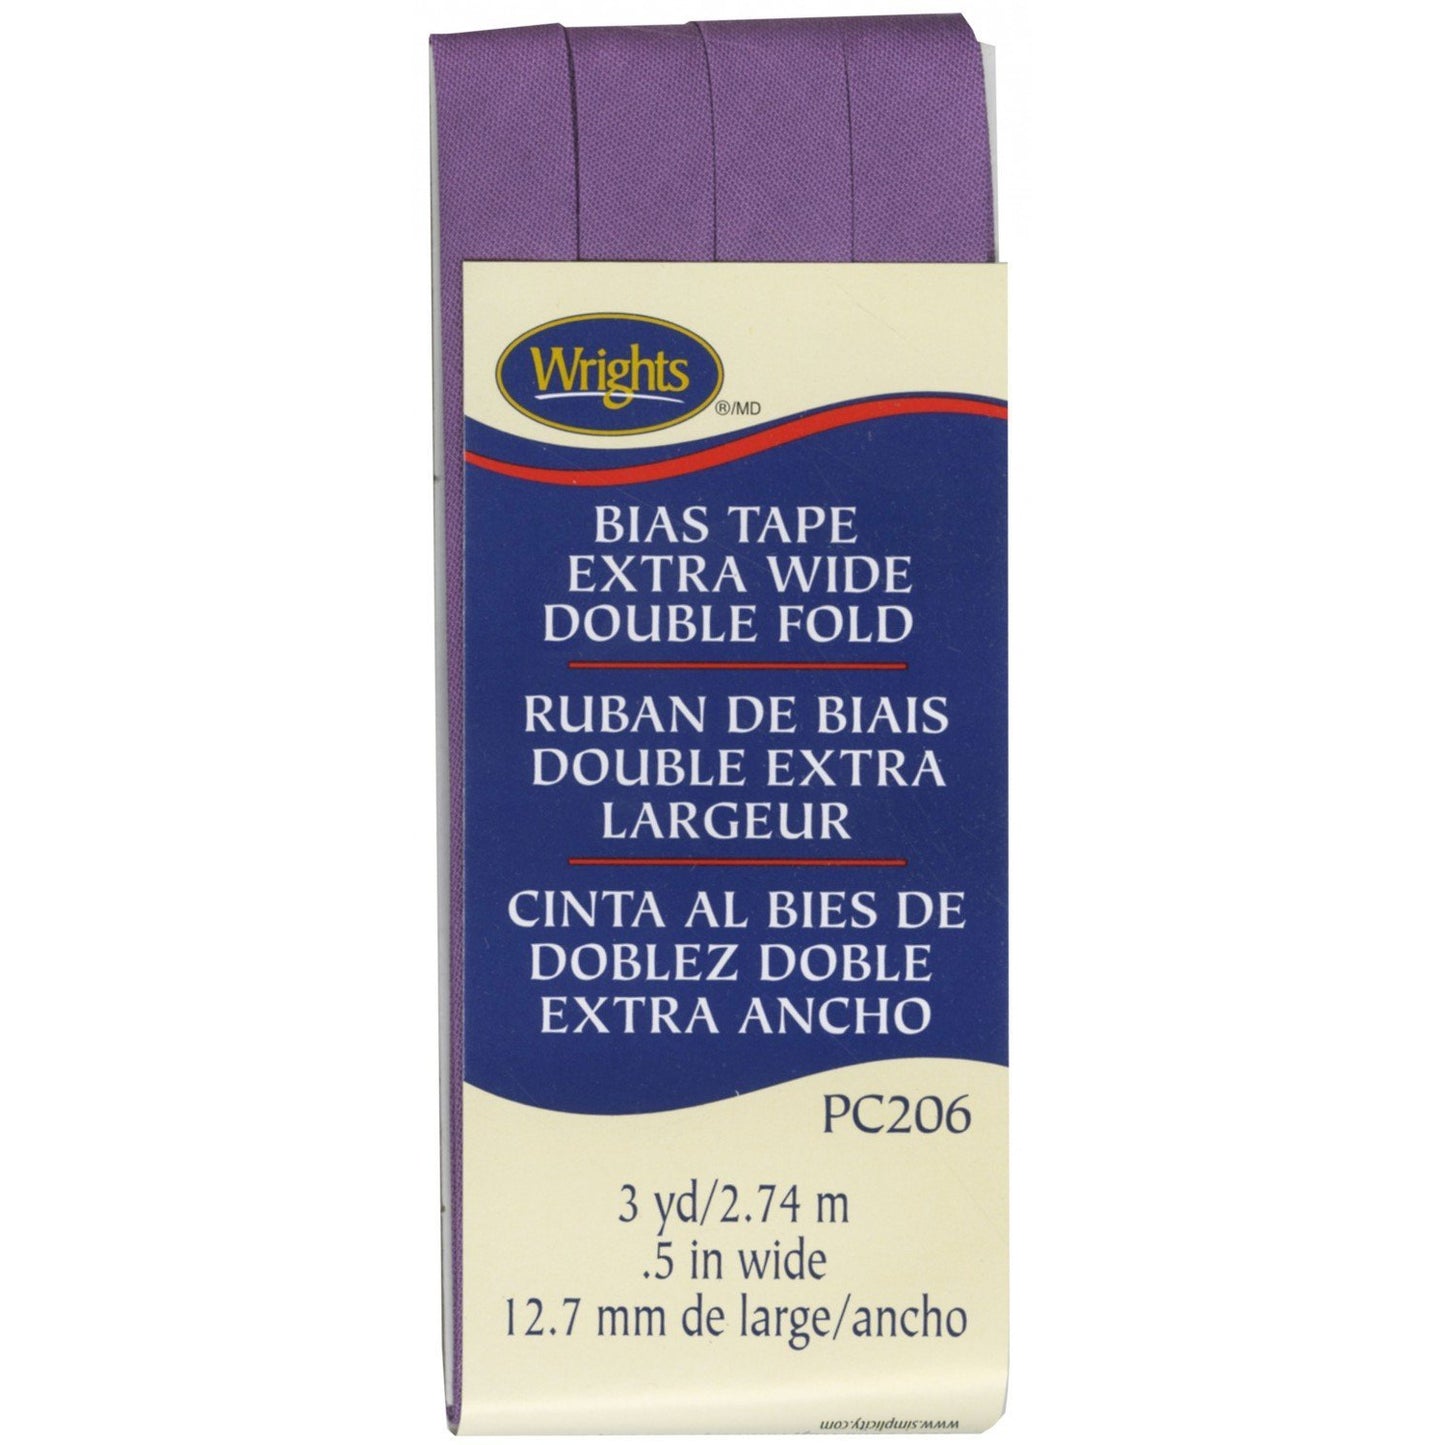 Wrights
®/MD
BIAS TAPE
EXTRA WIDE
DOUBLE FOLD
RUBAN DE BIAIS
DOUBLE EXTRA
LARGEUR
CINTA AL BIES DE
DOBLEZ DOBLE
EXTRA ANCHO
PC206
3 yd/2.74 m
.5 in wide
12.7 mm de large/ancho
www.simplicity.com